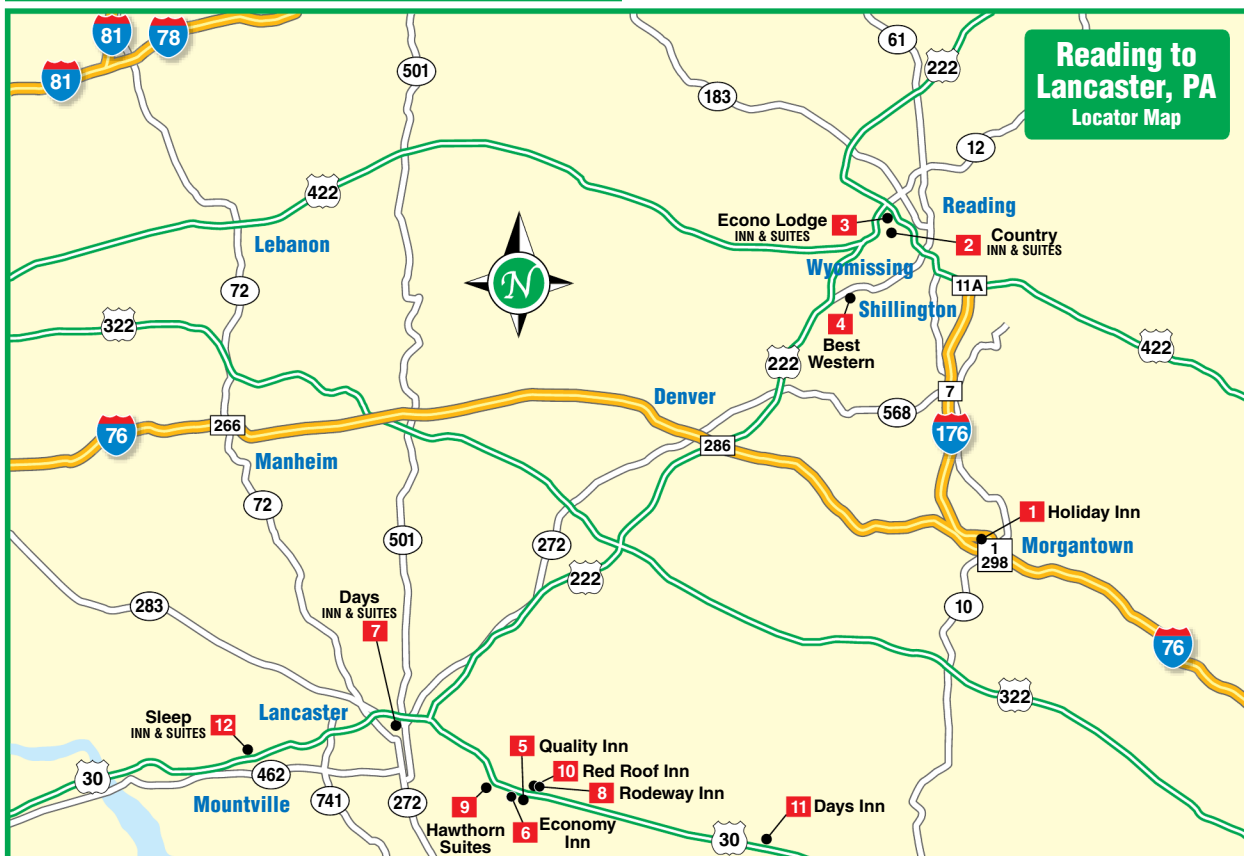 81
78
81
501
61
222
183
12
Reading to
Lancaster, PA
Locator Map
422
Lebanon
72
322
N
Econo Lodge
INN & SUITES
3
Reading
2
Country
INN & SUITES
Wyomissing
11A
Shillington
4
Best
Western
222
422
Denver
7
568
176
76
266
286
Manheim
72
501
272
1
Holiday Inn
1
298
Morgantown
222
10
283
Days
INN & SUITES
7
76
322
Lancaster
Sleep
INN & SUITES
12
5
Quality Inn
10
Red Roof Inn
8
Rodeway Inn
30
462
Mountville
741
272
9
Hawthorn
Suites
6
Economy
Inn
11
Days Inn
30